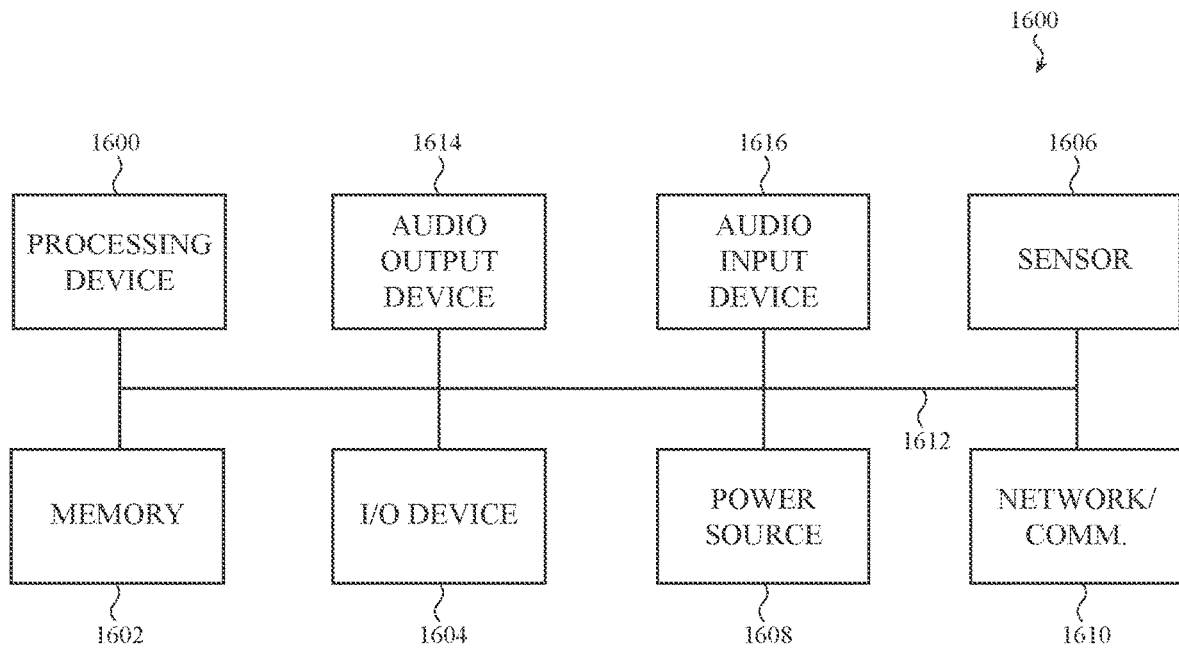 1600
1600
1614
1616
1606
PROCESSING
DEVICE
AUDIO
OUTPUT
DEVICE
AUDIO
INPUT
DEVICE
SENSOR
1612
MEMORY
I/O DEVICE
POWER
SOURCE
NETWORK/
COMM.
1602
1604
1608
1610